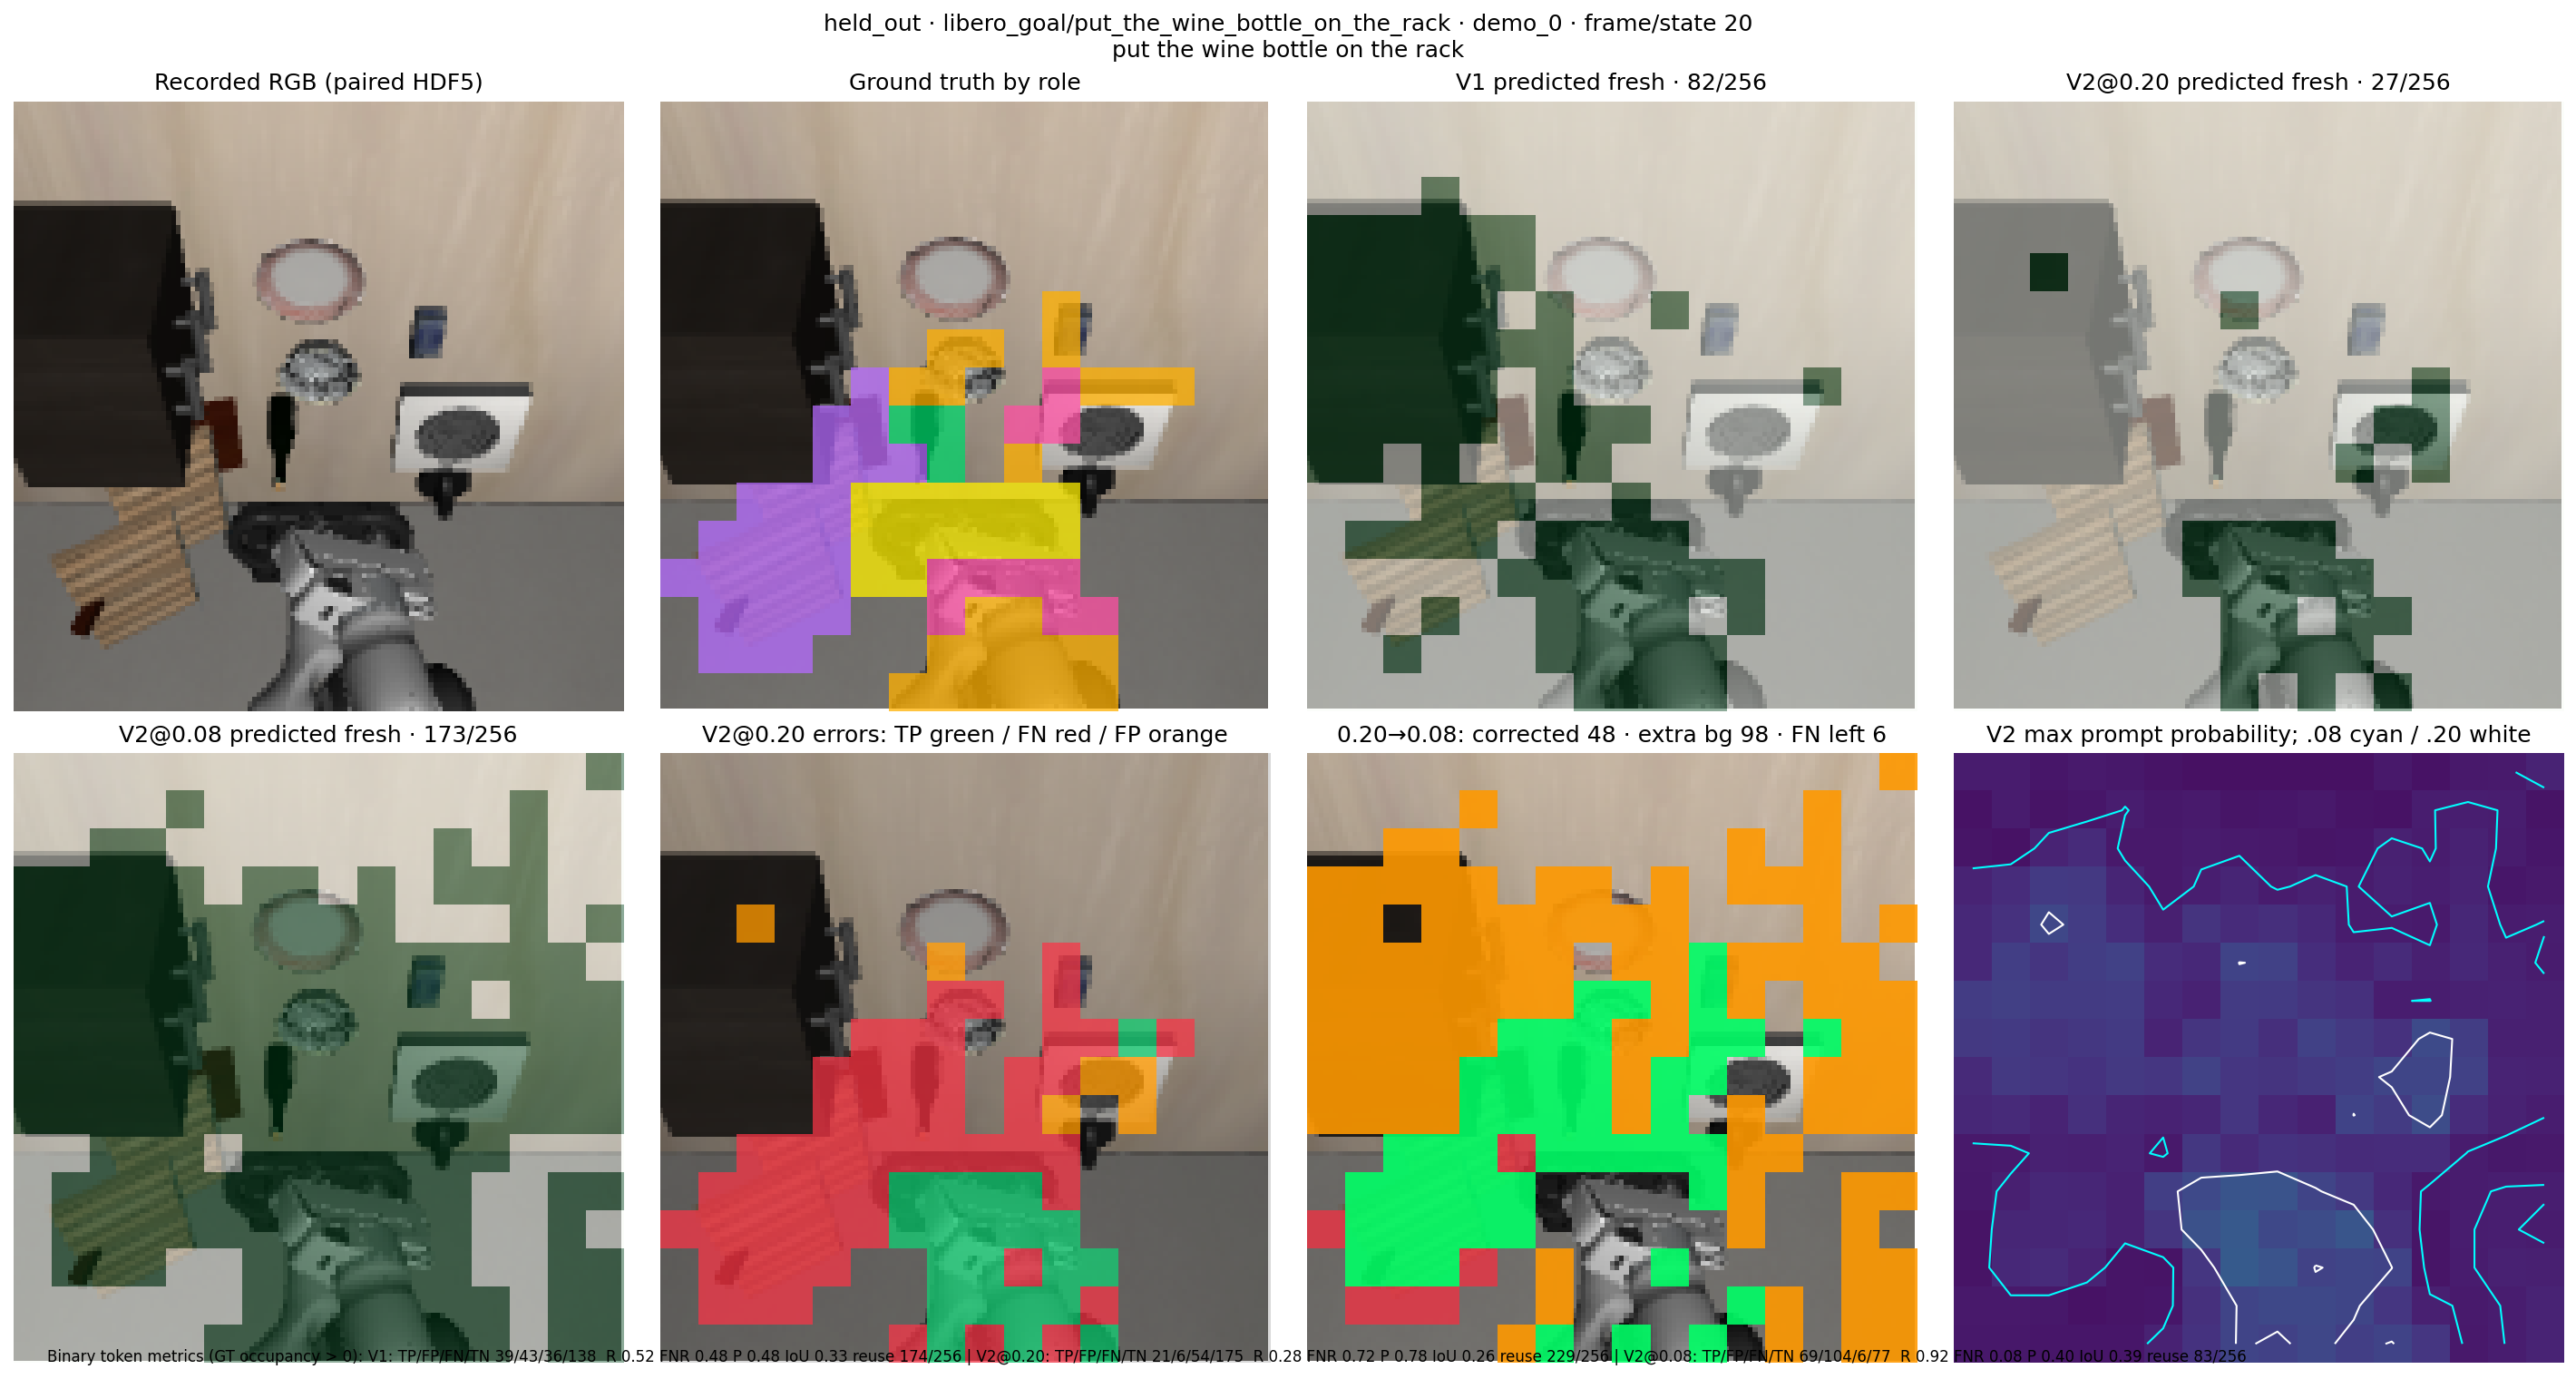 held_out · libero_goal/put_the_wine_bottle_on_the_rack · demo_0 · frame/state 20
put the wine bottle on the rack
Recorded RGB (paired HDF5)
Ground truth by role
V1 predicted fresh · 82/256
V2@0.20 predicted fresh · 27/256
V2@0.08 predicted fresh · 173/256
V2@0.20 errors: TP green / FN red / FP orange
0.20→0.08: corrected 48 · extra bg 98 · FN left 6
V2 max prompt probability; .08 cyan / .20 white
Binary token metrics (GT occupancy > 0): V1: TP/FP/FN/TN 39/43/36/138 R 0.52 FNR 0.48 P 0.48 IoU 0.33 reuse 174/256 | V2@0.20: TP/FP/FN/TN 21/6/54/175 R 0.28 FNR 0.72 P 0.78 IoU 0.26 reuse 229/256 | V2@0.08: TP/FP/FN/TN 69/104/6/77 R 0.92 FNR 0.08 P 0.40 IoU 0.39 reuse 83/256